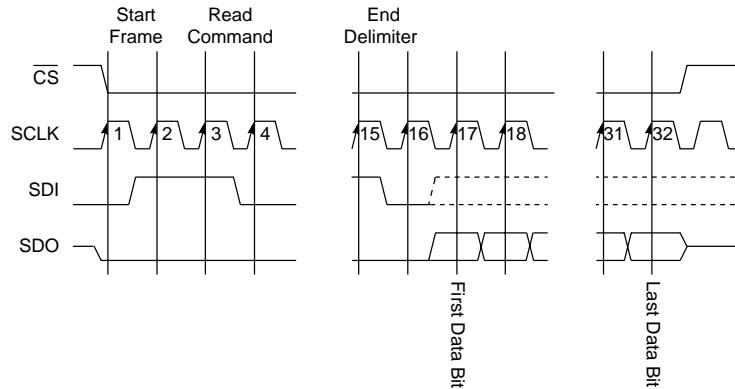 Start
Frame
Read
Command
End
Delimiter
CS
SCLK
1
2
3
4
15
16
17
18
31
32
SDI
SDO
First Data Bit
Last Data Bit